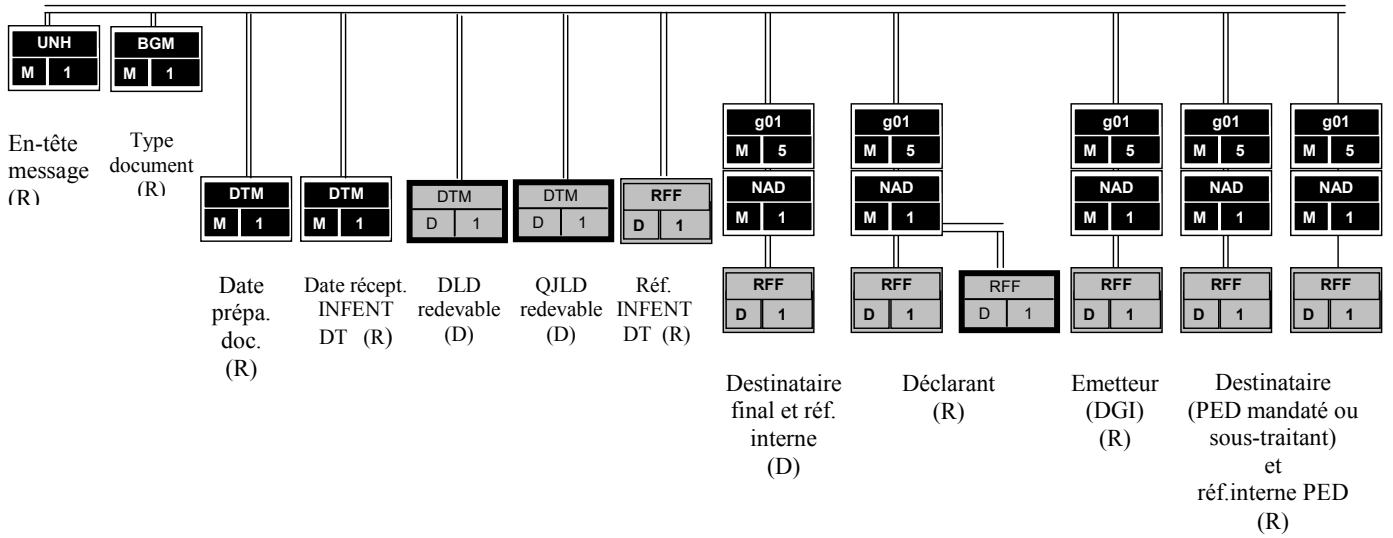 UNH
M 1
BGM
M 1
En-tête
message
(R)
Type
document
(R)
DTM
M 1
DTM
M 1
DTM
D 1
DTM
D 1
RFF
D 1
Date
prépa.
doc.
(R)
Date récept.
INFENT
DT (R)
DLD
redevable
(D)
QJLD
redevable
(D)
Réf.
INFENT
DT (R)
g01
M 5
NAD
M 1
RFF
D 1
g01
M 5
NAD
M 1
RFF
D 1
RFF
D 1
g01
M 5
NAD
M 1
RFF
D 1
g01
M 5
NAD
M 1
RFF
D 1
g01
M 5
NAD
M 1
RFF
D 1
Destinataire
final et réf.
interne
(D)
Déclarant
(R)
Emetteur
(DGI)
(R)
Destinataire
(PED mandaté ou
sous-traitant)
et
réf.interne PED
(R)